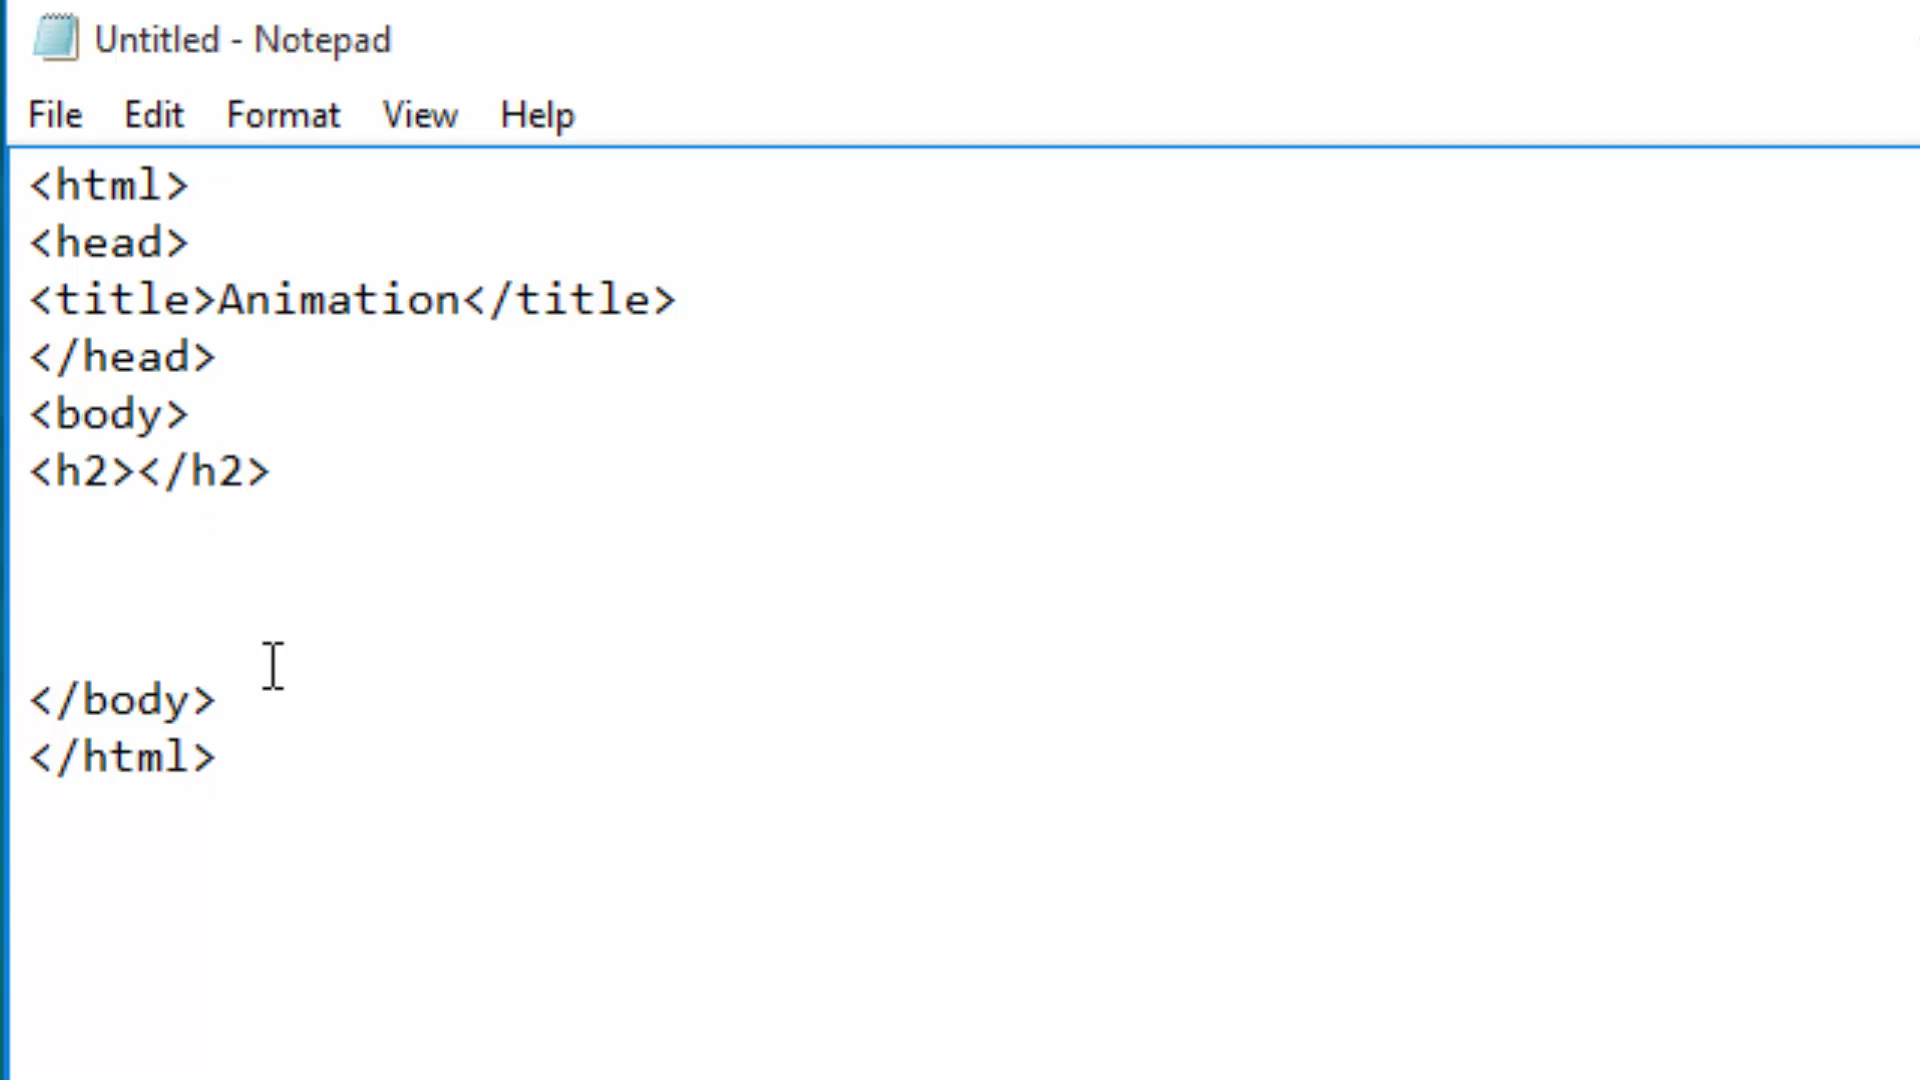 Untitled - Notepad
File Edit Format View Help
<html>
<head>
<title>Animation</title>
</head>
<body>
<h2></h2>
</body>
</html>